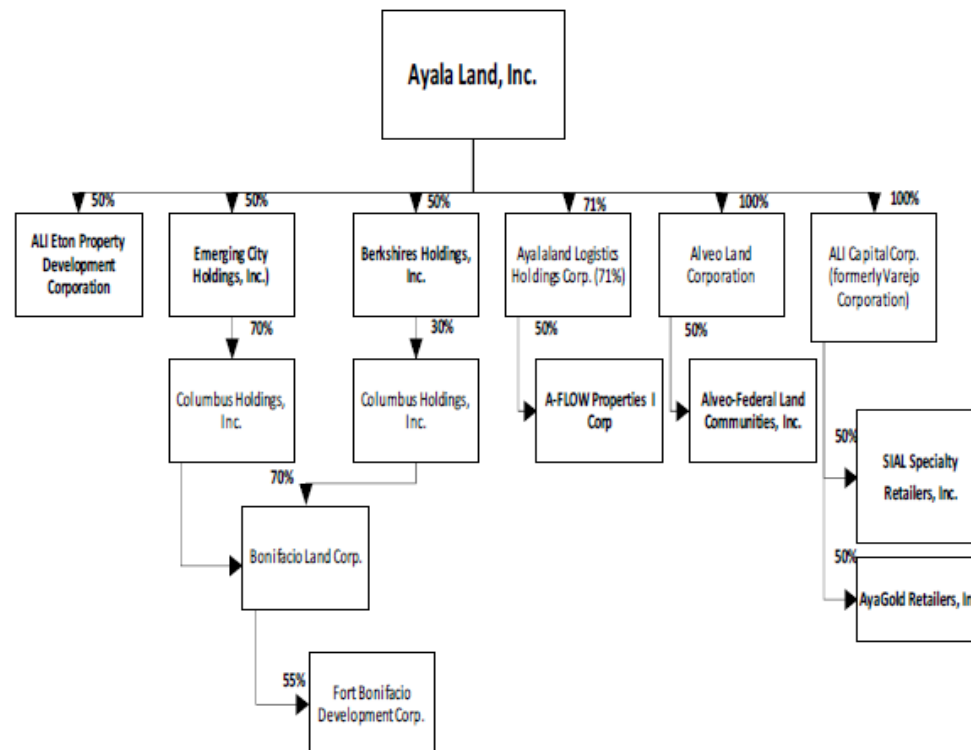 Ayala Land, Inc.
50%
50%
50%
71%
100%
100%
ALI Eton Property
Development
Corporation
Emerging City
Holdings, Inc.)
Berkshires Holdings,
Inc.
Ayalaland Logistics
Holdings Corp. (71%)
Alveo Land
Corporation
ALI Capital Corp.
(formerly Varejo
Corporation)
70%
30%
50%
50%
Columbus Holdings,
Inc.
Columbus Holdings,
Inc.
A-FLOW Properties I
Corp
Alveo-Federal Land
Communities, Inc.
50%
SIAL Specialty
Retailers, Inc.
70%
Bonifacio Land Corp.
50%
AyaGold Retailers, In
55%
Fort Bonifacio
Development Corp.